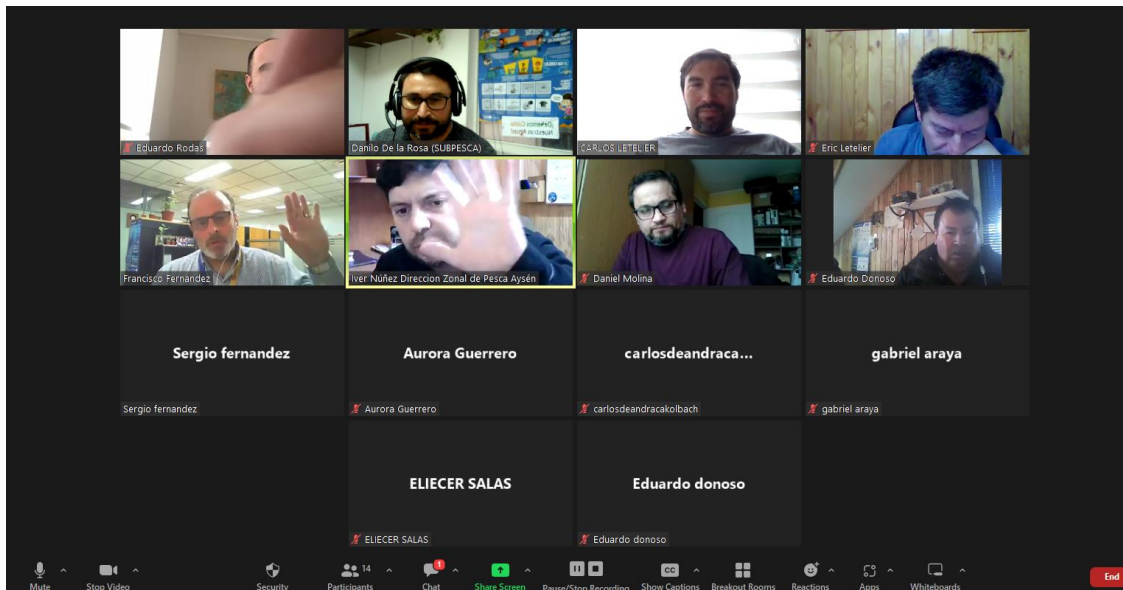 Eduardo Rodas
Danilo De la Rosa (SUBPESCA)
CARLOS LETELIER
Eric Letelier
Francisco Fernandez
Iver Núñez Direccion Zonal de Pesca Aysén
Daniel Molina
Eduardo Donoso
Sergio fernandez
Aurora Guerrero
carlosdeandraca...
gabriel araya
Sergio fernandez
Aurora Guerrero
carlosdeandracakolbach
gabriel araya
ELIECER SALAS
Eduardo donoso
ELIECER SALAS
Eduardo donoso
Mute
Stop Video
Security
14
Participants
1
Chat
Share Screen
Pause/Stop Recording
CC
Show Captions
Breakout Rooms
Reactions
Apps
Whiteboards
End